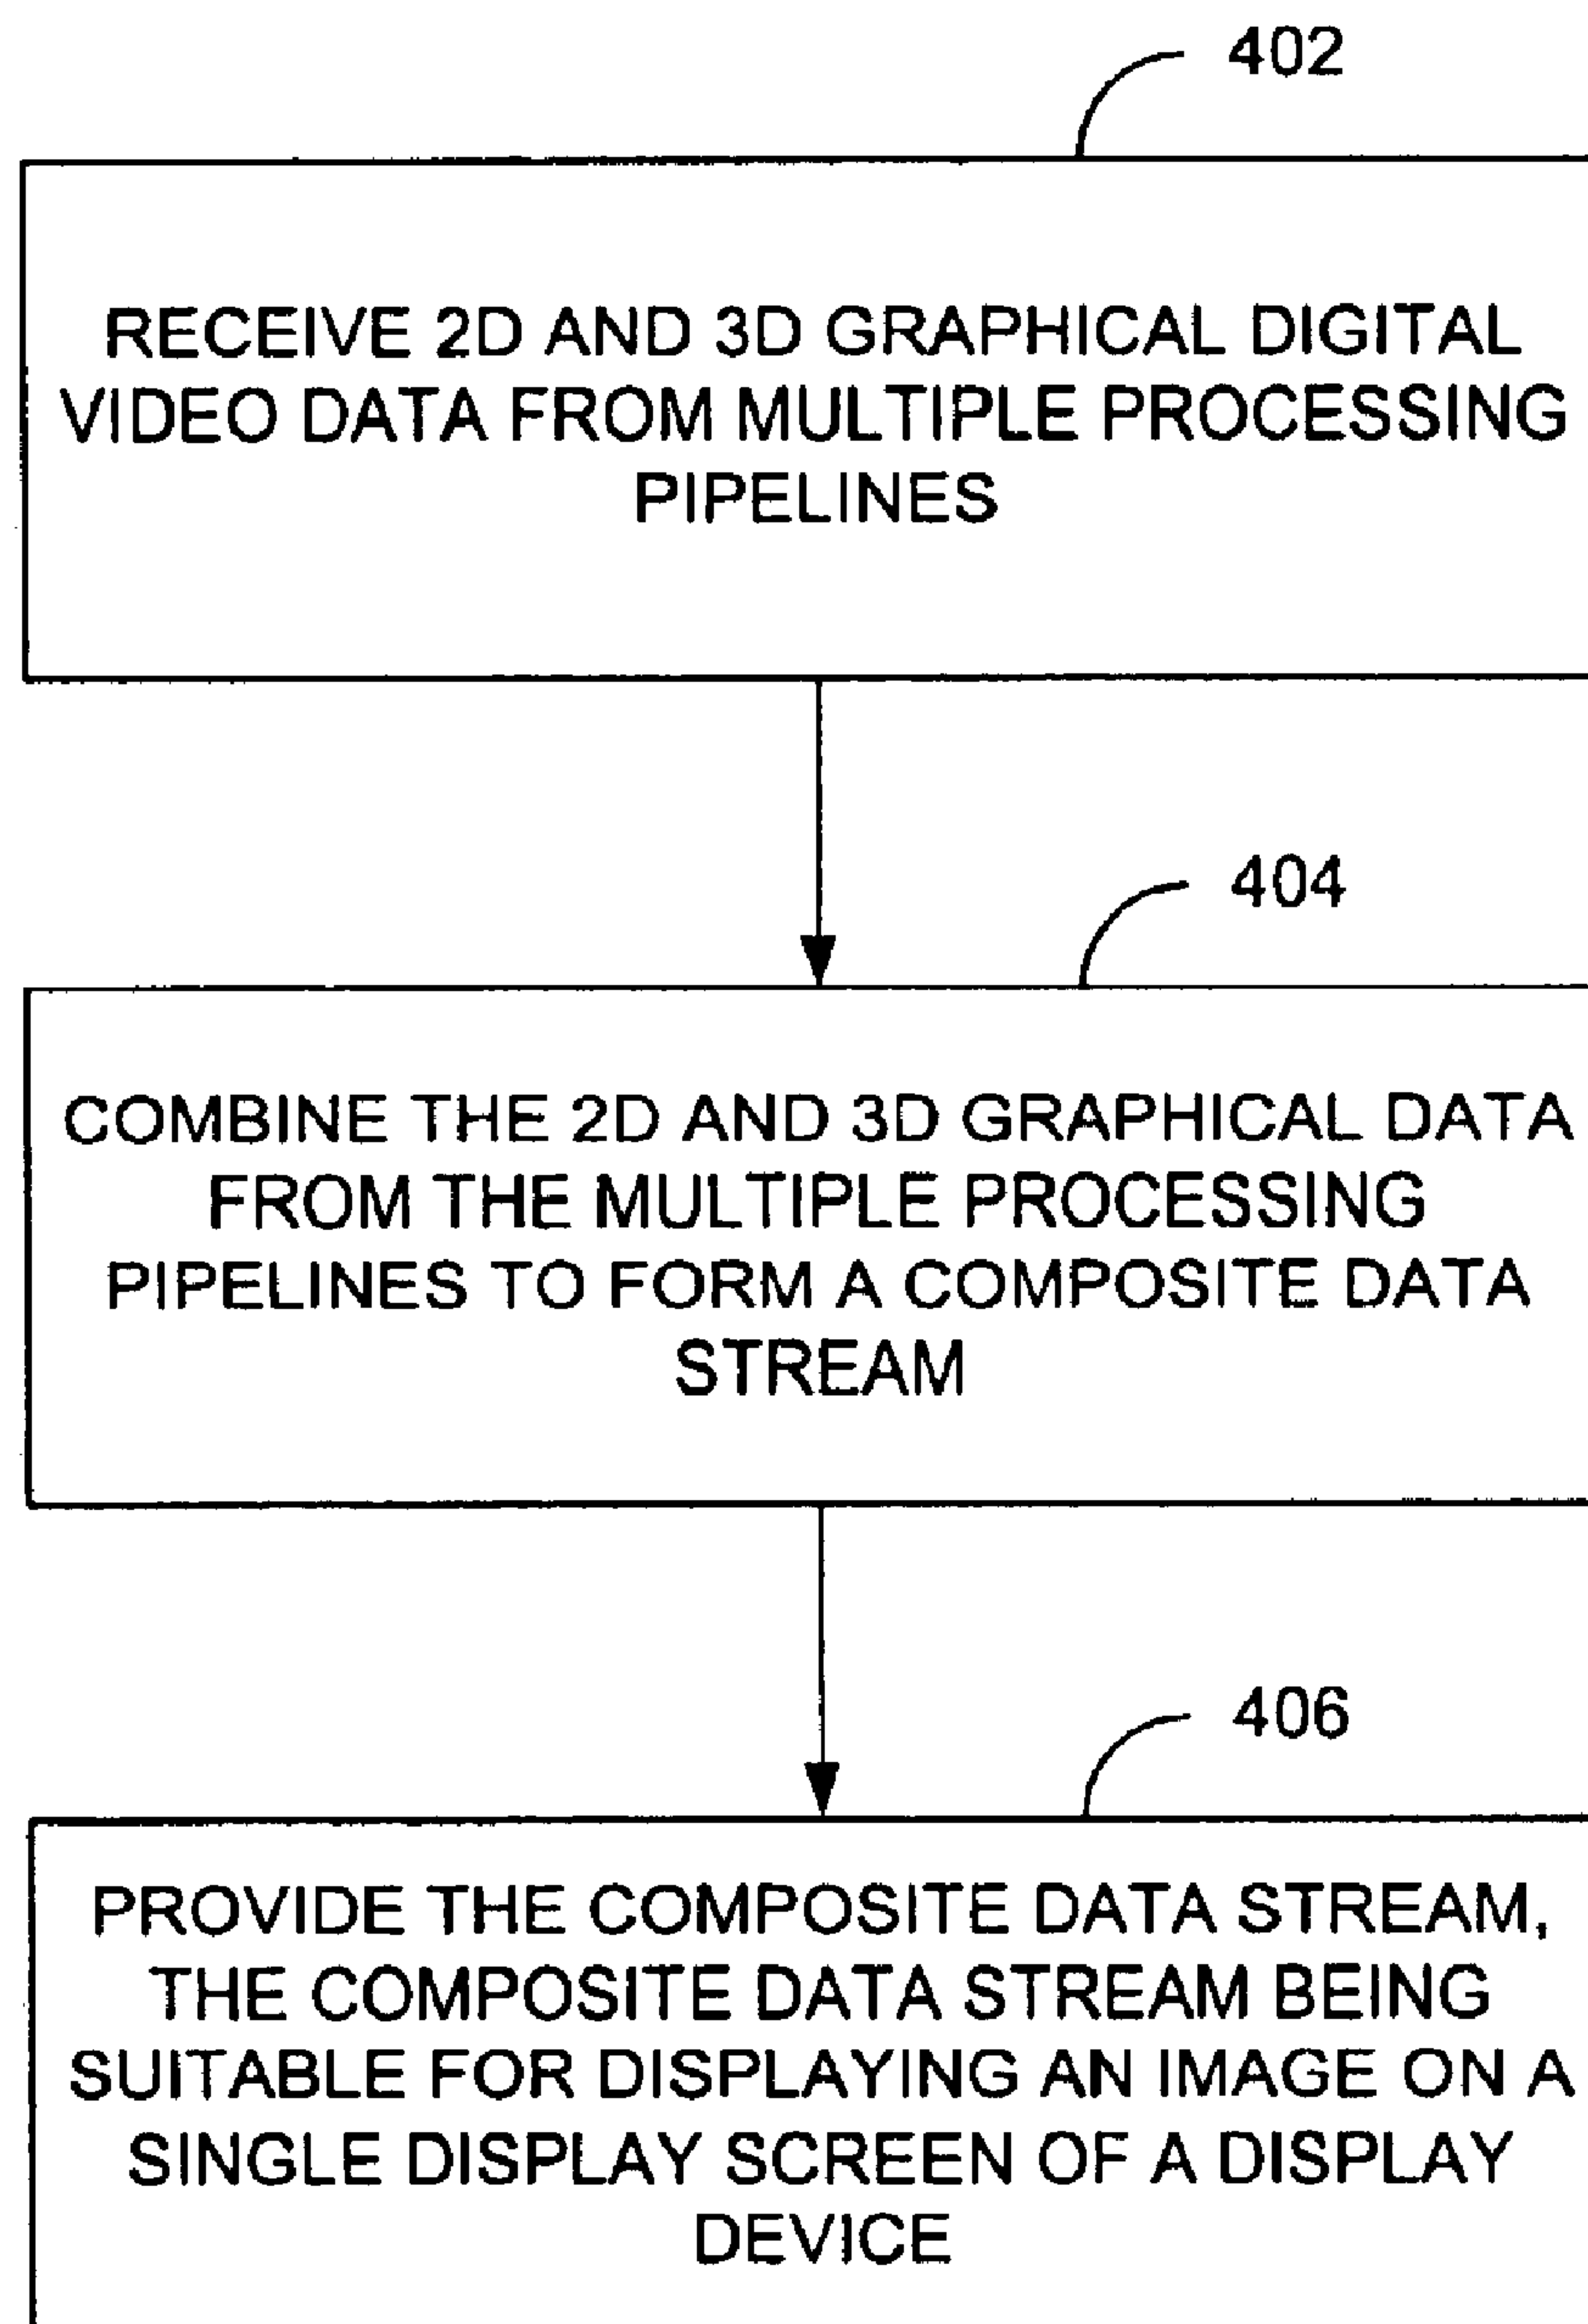 402
RECEIVE 2D AND 3D GRAPHICAL DIGITAL
VIDEO DATA FROM MULTIPLE PROCESSING
PIPELINES
404
COMBINE THE 2D AND 3D GRAPHICAL DATA
FROM THE MULTIPLE PROCESSING
PIPELINES TO FORM A COMPOSITE DATA
STREAM
406
PROVIDE THE COMPOSITE DATA STREAM,
THE COMPOSITE DATA STREAM BEING
SUITABLE FOR DISPLAYING AN IMAGE ON A
SINGLE DISPLAY SCREEN OF A DISPLAY
DEVICE